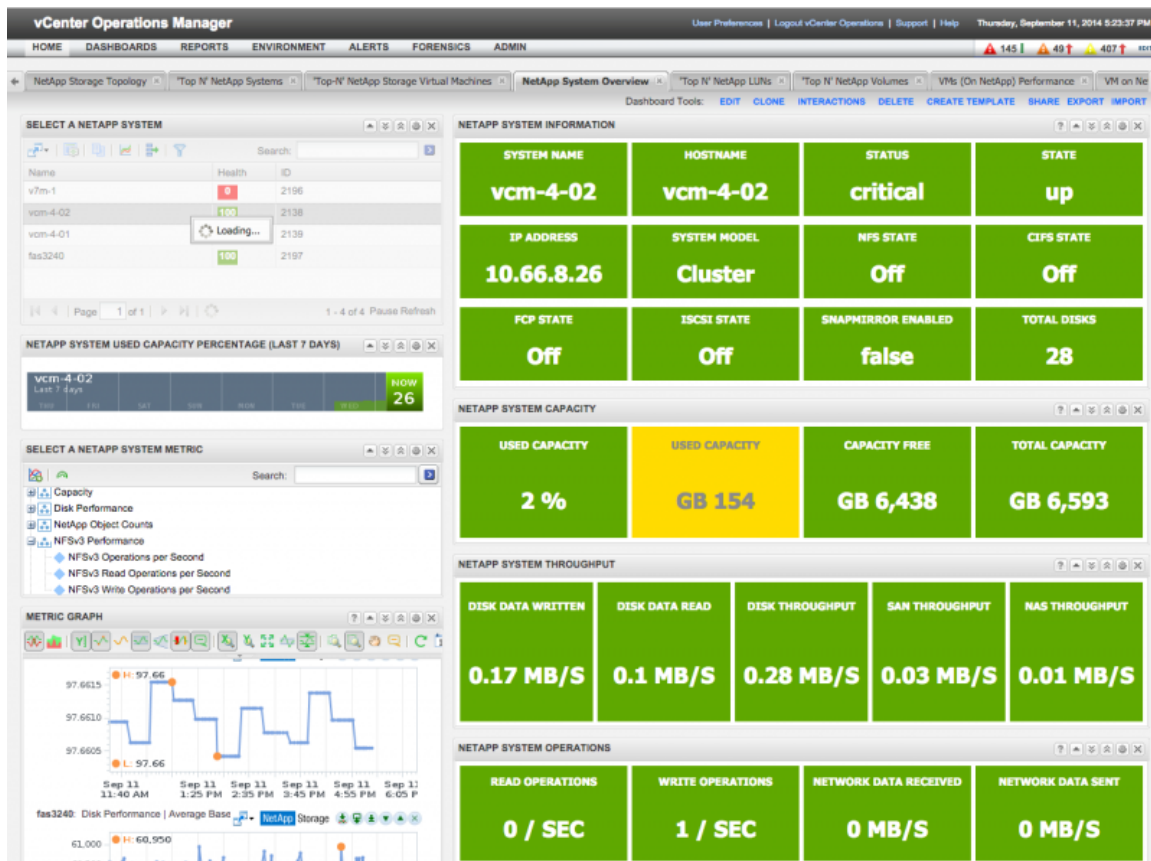 vCenter Operations Manager
User Preferences | Logout vCenter Operations | Support | Help Thursday, September 11, 2014 5:23:37 PM
HOME DASHBOARDS REPORTS ENVIRONMENT ALERTS FORENSICS ADMIN
145 49 407
NetApp Storage Topology 'Top N' NetApp Systems 'Top-N' NetApp Storage Virtual Machines NetApp System Overview 'Top N' NetApp LUNs 'Top N' NetApp Volumes VMs (On NetApp) Performance VM on Ne
Dashboard Tools: EDIT CLONE INTERACTIONS DELETE CREATE TEMPLATE SHARE EXPORT IMPORT
SELECT A NETAPP SYSTEM
Search:
Name Health ID
v7m-1 0 2196
vcm-4-02 100 2138
vcm-4-01 2139
Loading...
fas3240 100 2197
Page 1 of 1 1 - 4 of 4 Pause Refresh
NETAPP SYSTEM USED CAPACITY PERCENTAGE (LAST 7 DAYS)
vcm-4-02
Last 7 days
THU FRI SAT SUN MON TUE WED
NOW
26
SELECT A NETAPP SYSTEM METRIC
Search:
Capacity
Disk Performance
NetApp Object Counts
NFSv3 Performance
NFSv3 Operations per Second
NFSv3 Read Operations per Second
NFSv3 Write Operations per Second
METRIC GRAPH
H: 97.66
97.6615
97.6610
97.6605
L: 97.66
Sep 11 Sep 11 Sep 11 Sep 11 Sep 11 Sep 11
11:40 AM 1:25 PM 2:35 PM 3:45 PM 4:55 PM 6:05 P
fas3240: Disk Performance | Average Base NetApp Storage
61,000 H: 60,950
NETAPP SYSTEM INFORMATION
SYSTEM NAME HOSTNAME STATUS STATE
vcm-4-02 vcm-4-02 critical up
IP ADDRESS SYSTEM MODEL NFS STATE CIFS STATE
10.66.8.26 Cluster Off Off
FCP STATE ISCSI STATE SNAPMIRROR ENABLED TOTAL DISKS
Off Off false 28
NETAPP SYSTEM CAPACITY
USED CAPACITY USED CAPACITY CAPACITY FREE TOTAL CAPACITY
2 % GB 154 GB 6,438 GB 6,593
NETAPP SYSTEM THROUGHPUT
DISK DATA WRITTEN DISK DATA READ DISK THROUGHPUT SAN THROUGHPUT NAS THROUGHPUT
0.17 MB/S 0.1 MB/S 0.28 MB/S 0.03 MB/S 0.01 MB/S
NETAPP SYSTEM OPERATIONS
READ OPERATIONS WRITE OPERATIONS NETWORK DATA RECEIVED NETWORK DATA SENT
0 / SEC 1 / SEC 0 MB/S 0 MB/S